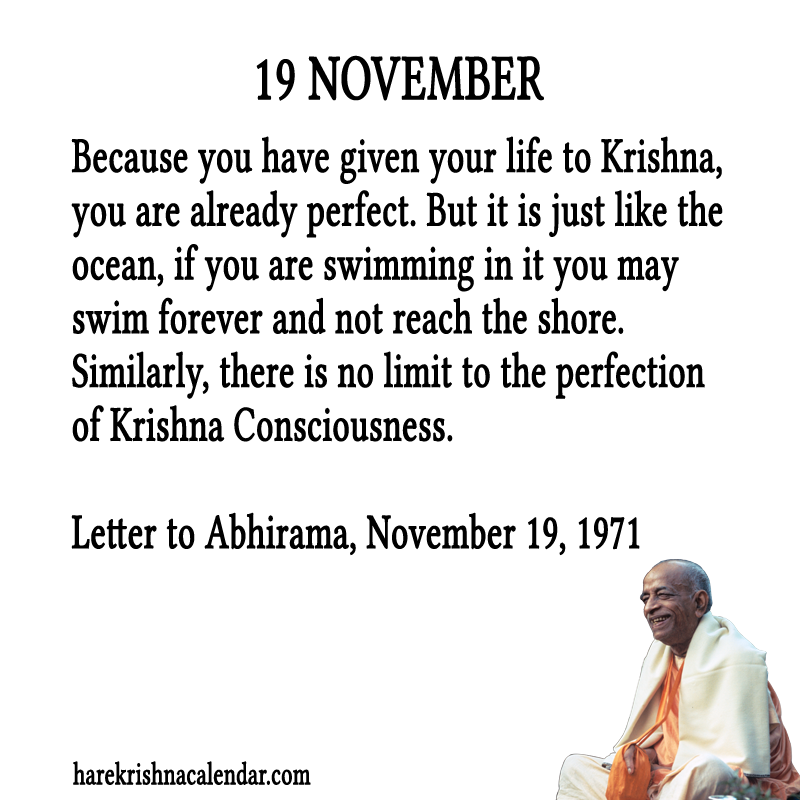 19 NOVEMBER
Because you have given your life to Krishna,
you are already perfect. But it is just like the
ocean, if you are swimming in it you may
swim forever and not reach the shore.
Similarly, there is no limit to the perfection
of Krishna Consciousness.
Letter to Abhirama, November 19, 1971
harekrishnacalendar.com